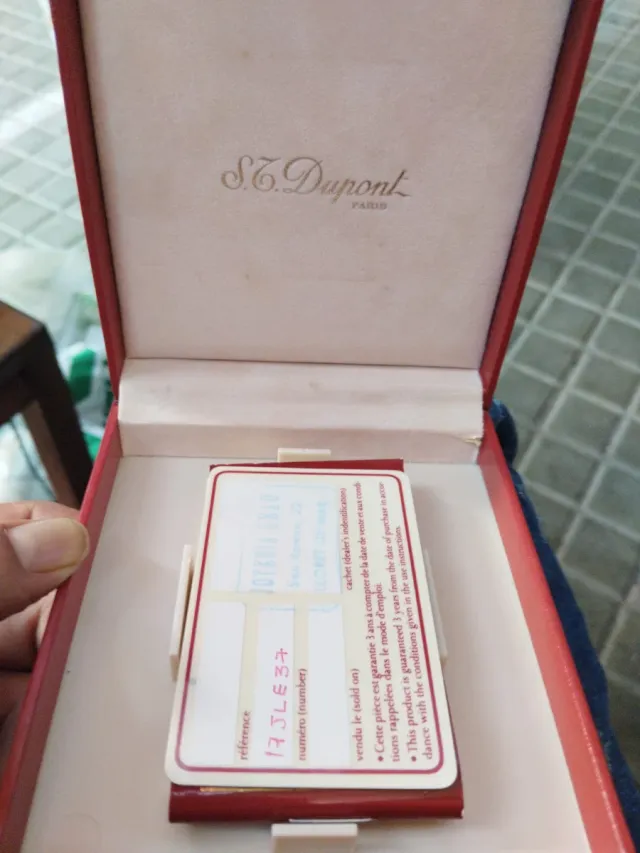 S.T. Dupont
PARIS
cachet (dealer's indentification)
référence
17JLE37
numéro (number)
vendu le (sold on)
• Cette pièce est garantie 3 ans à compter de la date de vente et aux condi-
tions rappelées dans le mode d'emploi.
• This product is guaranteed 3 years from the date of purchase in accor-
dance with the conditions given in the use instructions.